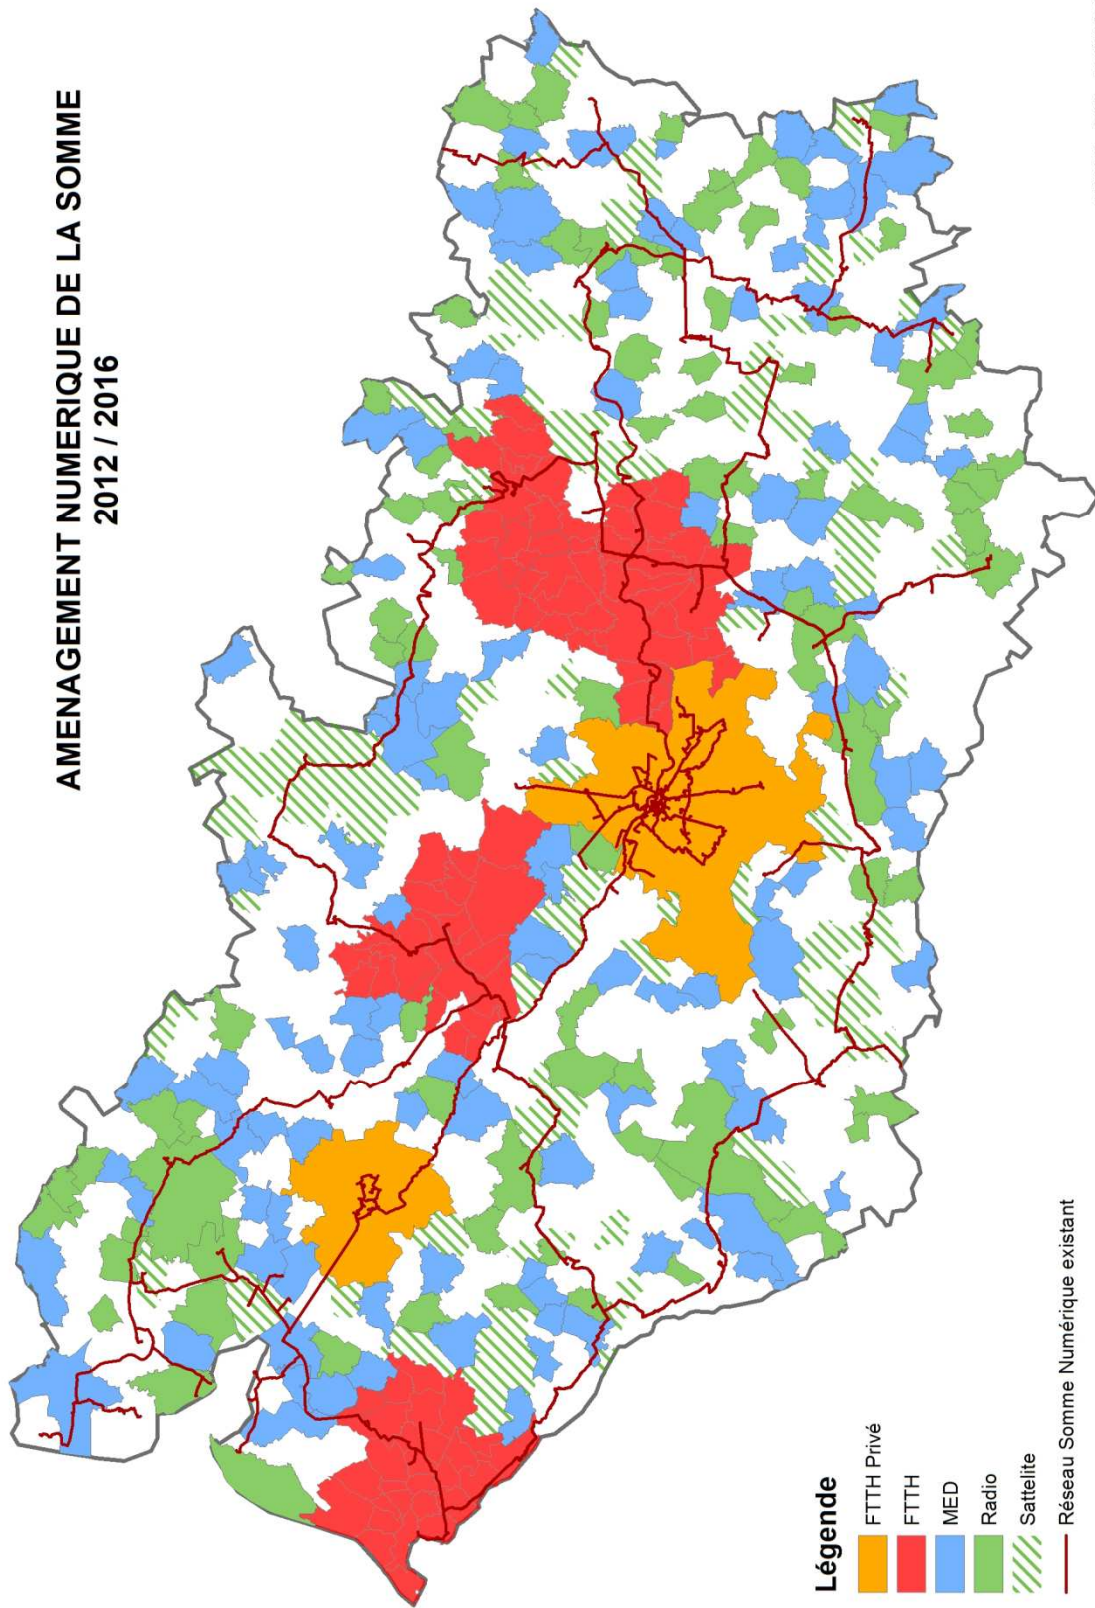 AMENAGEMENT NUMERIQUE DE LA SOMME
2012 / 2016
Légende
FTTH Privé
FTTH
MED
Radio
Sattelite
Réseau Somme Numérique existant